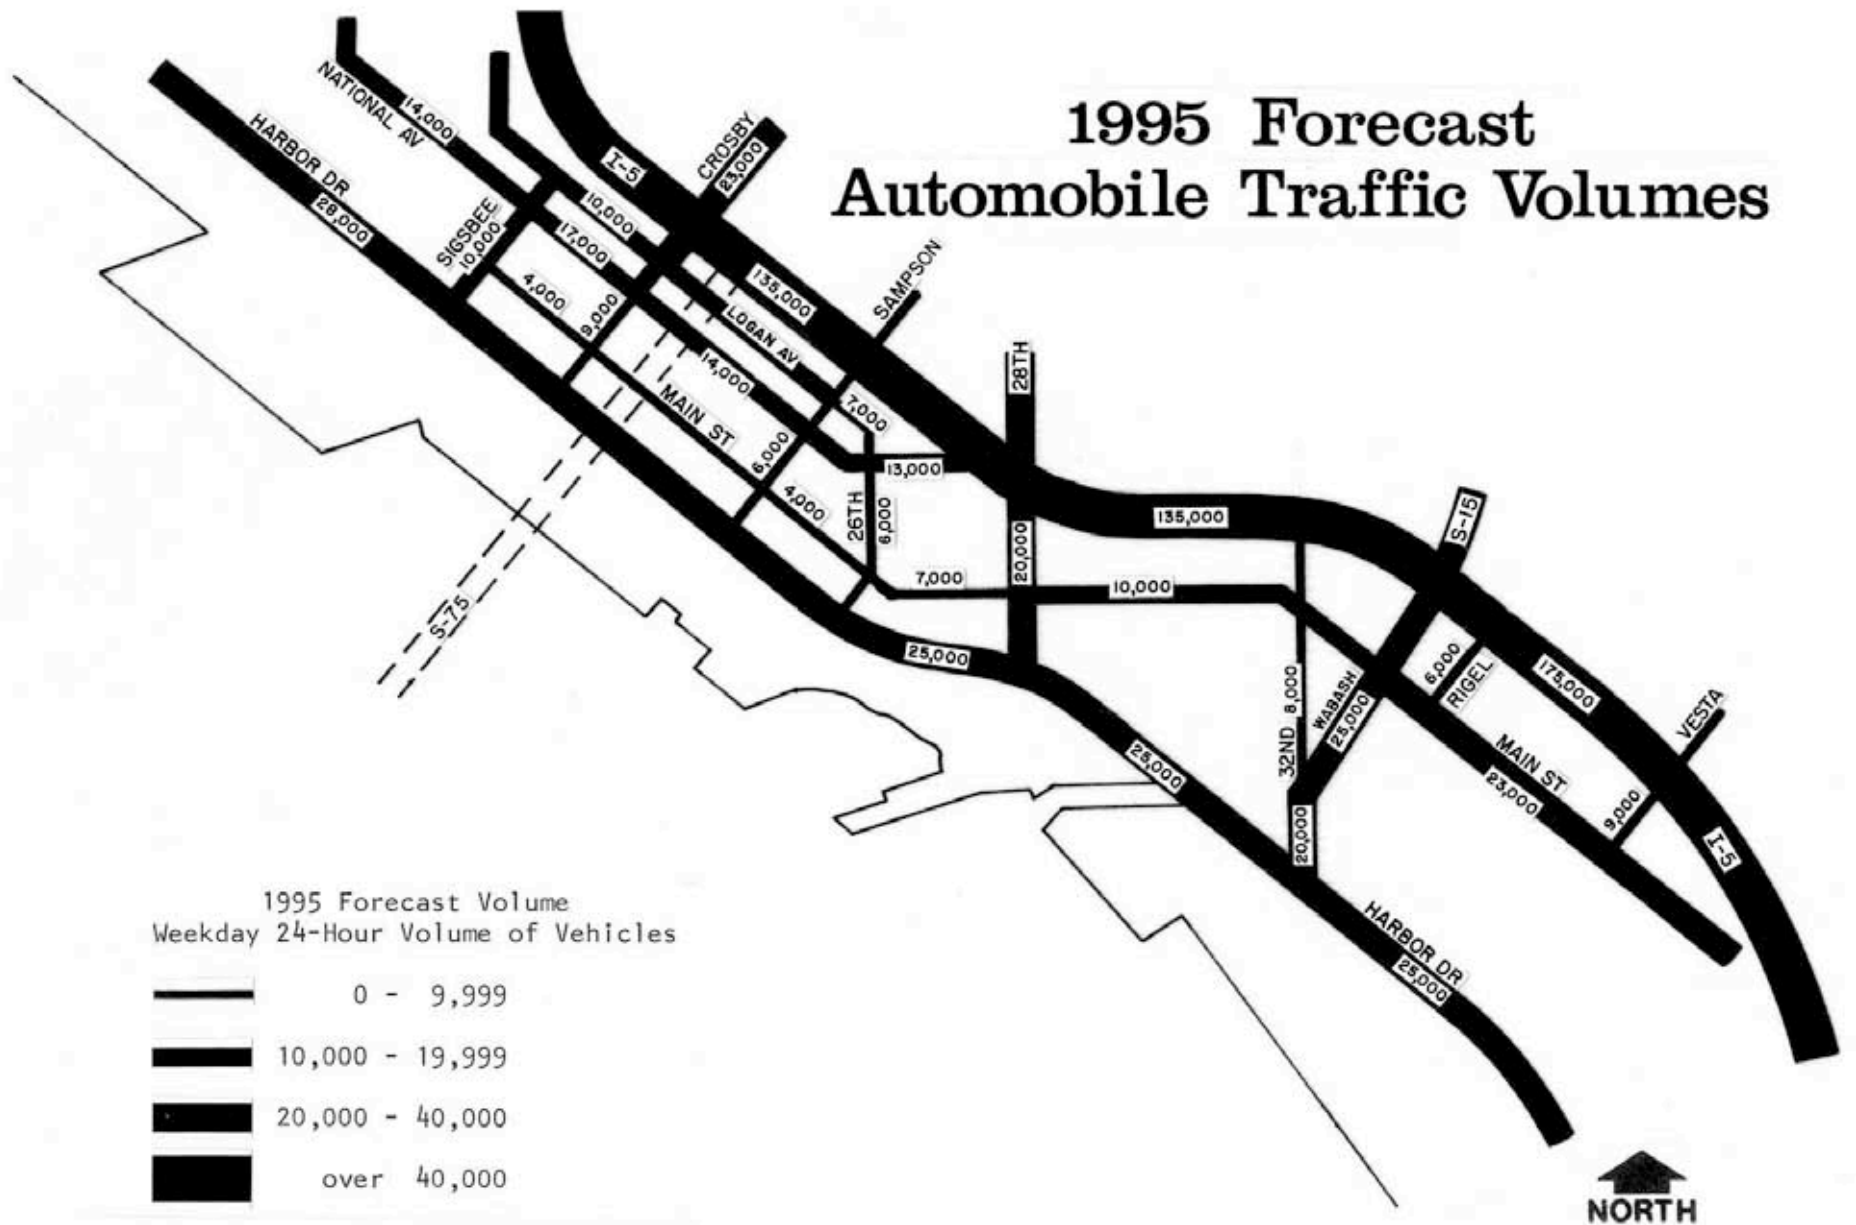 1995 Forecast
Automobile Traffic Volumes
NATIONAL AV
14,000
HARBOR DR
28,000
I-5
CROSBY
23,000
SIGSBEE
10,000
10,000
17,000
4,000
9,000
135,000
LOGAN AV
SAMPSON
14,000
MAIN ST
7,000
6,000
4,000
13,000
26TH
6,000
28TH
20,000
7,000
25,000
S-75
135,000
10,000
S-15
32ND 8,000
WABASH
25,000
6,000
RIGEL
175,000
VESTA
MAIN ST
23,000
9,000
I-5
25,000
20,000
HARBOR DR
25,000
1995 Forecast Volume
Weekday 24-Hour Volume of Vehicles
0 - 9,999
10,000 - 19,999
20,000 - 40,000
over 40,000
NORTH